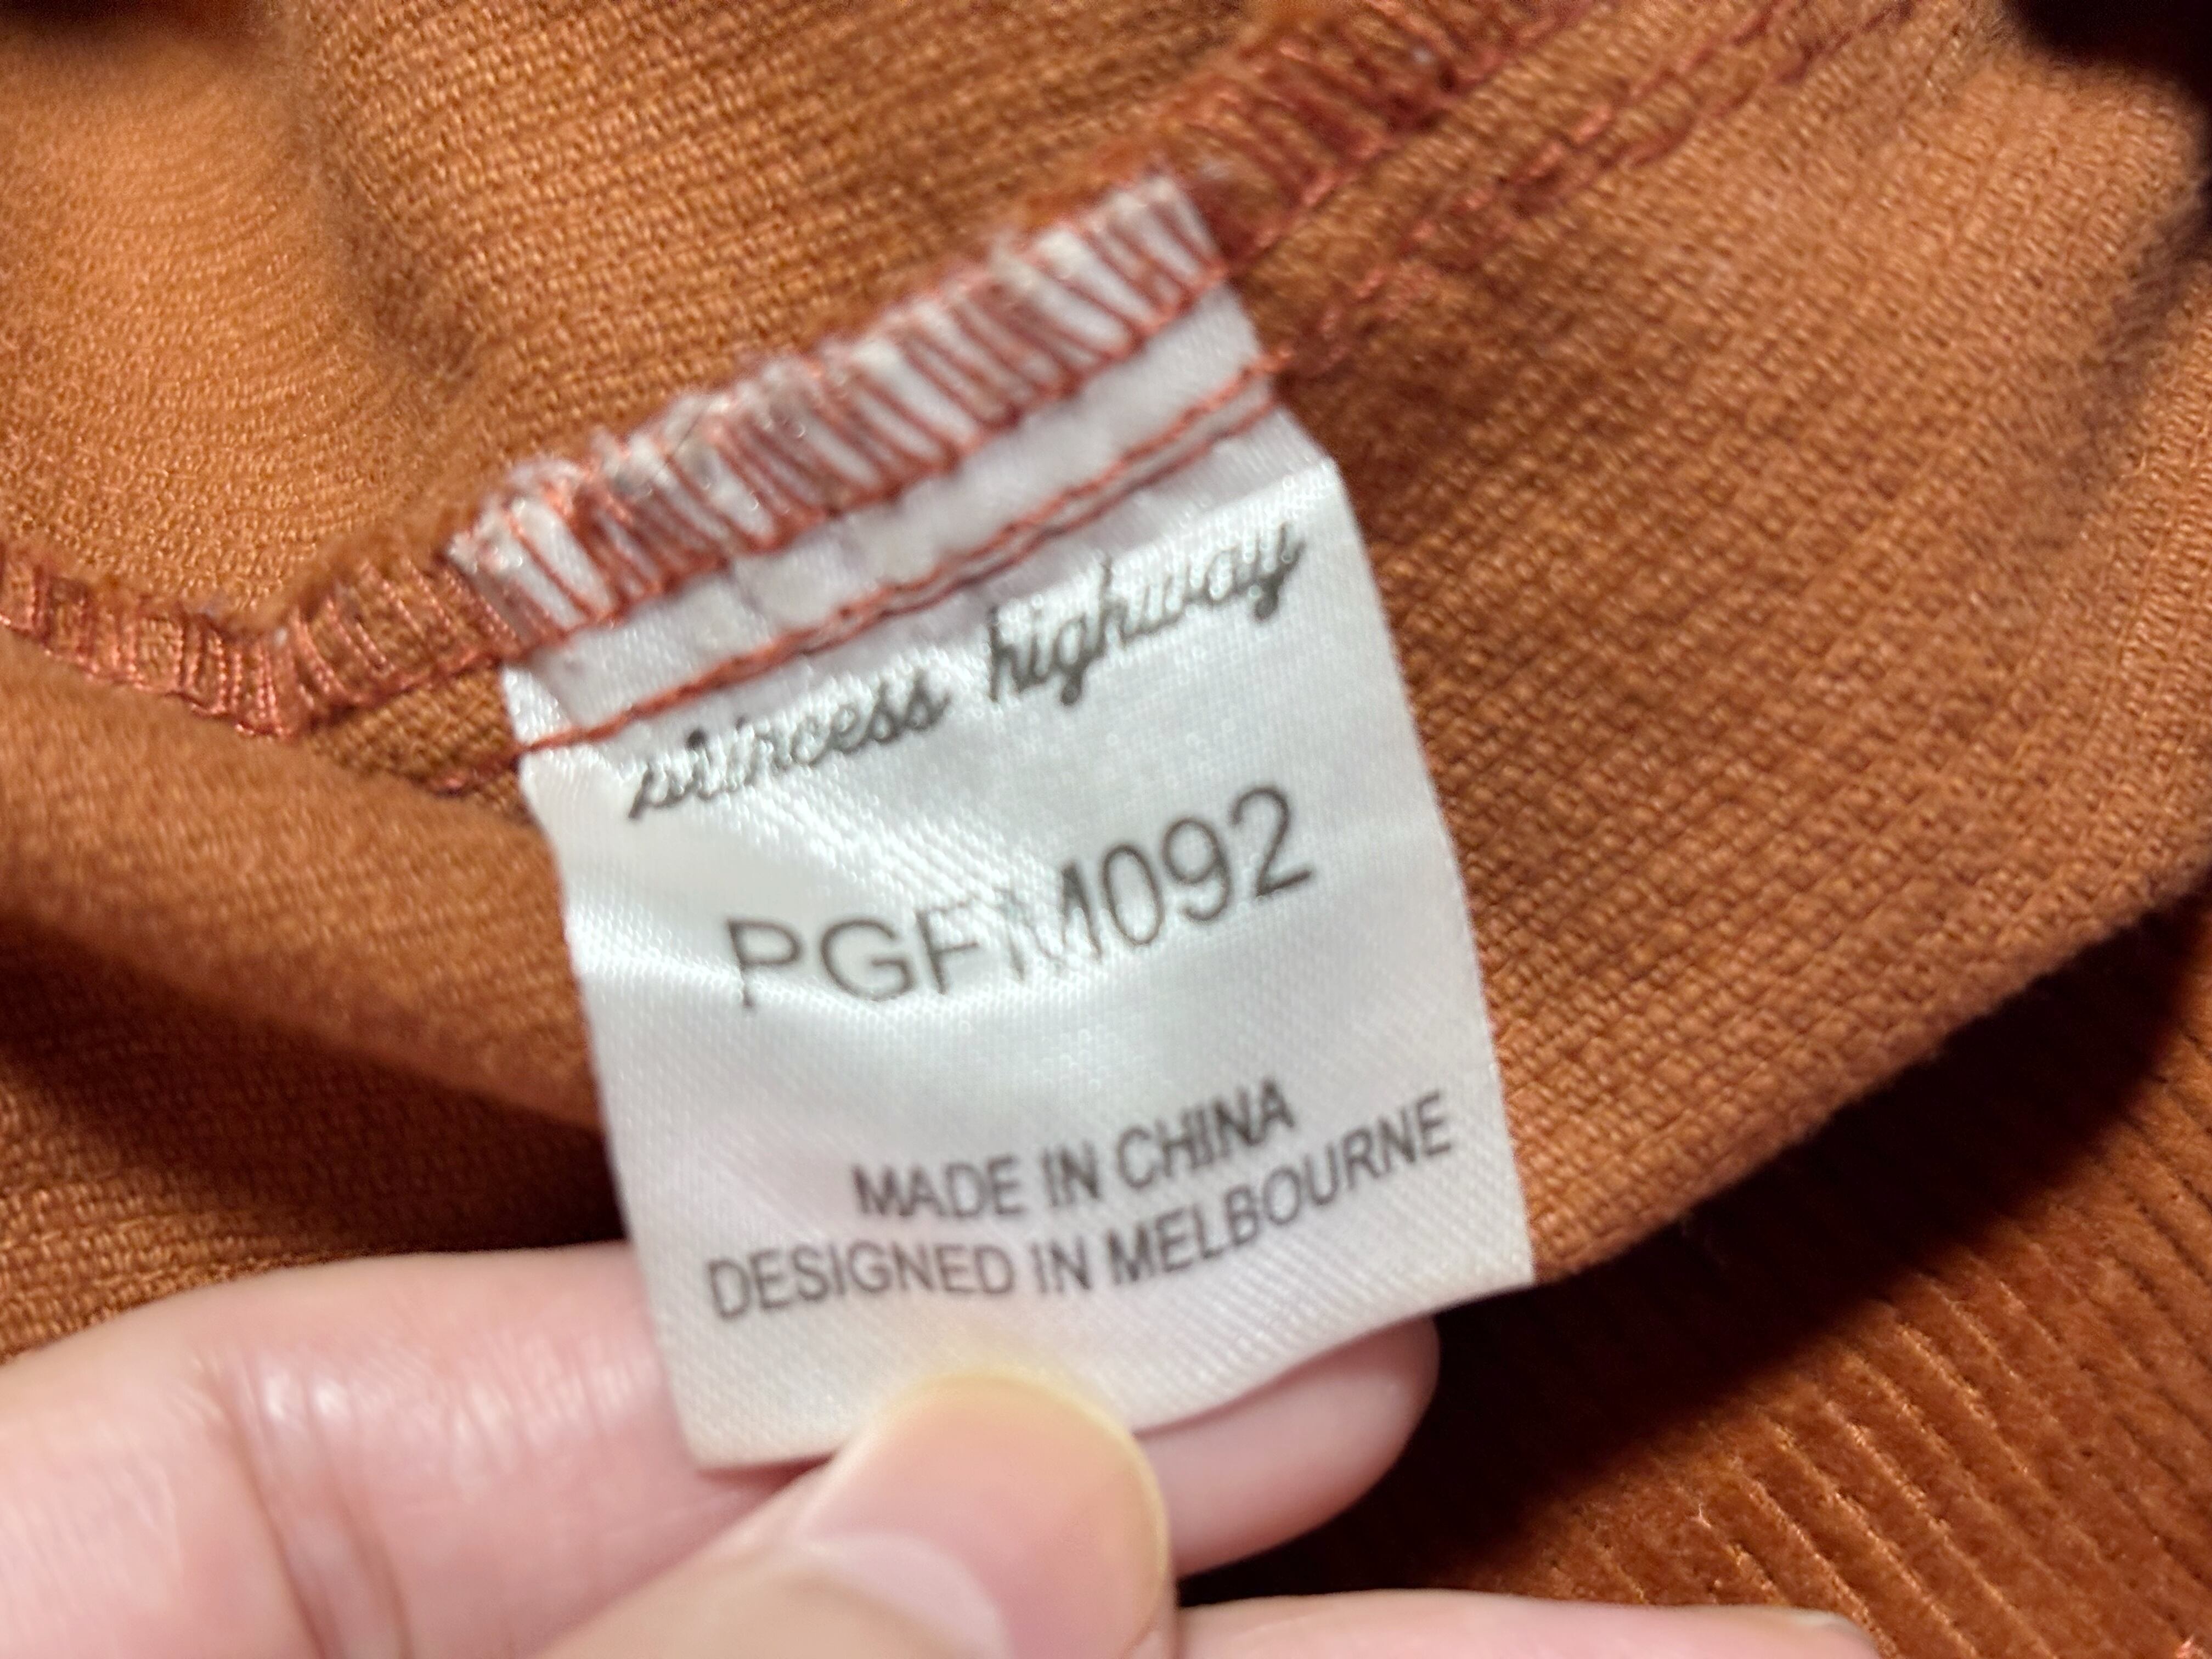 princess highway
PGFM092
MADE IN CHINA
DESIGNED IN MELBOURNE